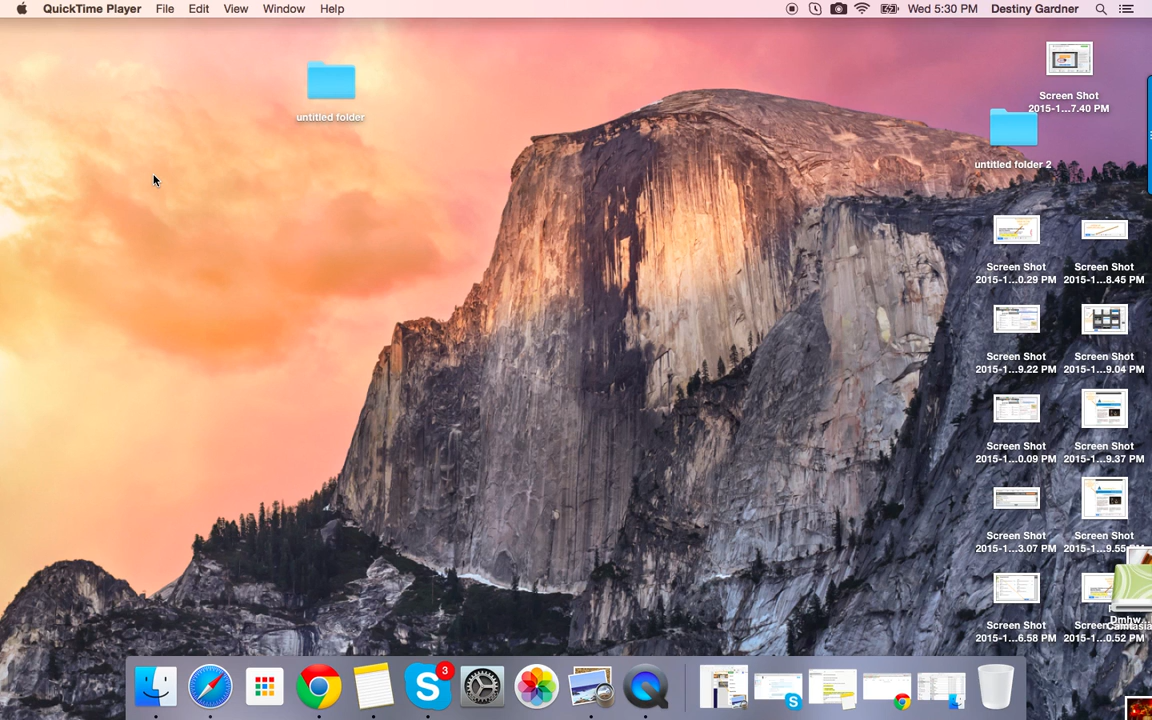 QuickTime Player File Edit View Window Help Wed 5:30 PM Destiny Gardner
untitled folder
Screen Shot
2015-1...7.40 PM
untitled folder 2
Screen Shot
2015-1...0.29 PM
Screen Shot
2015-1...8.45 PM
Screen Shot
2015-1...9.22 PM
Screen Shot
2015-1...9.04 PM
Screen Shot
2015-1...0.09 PM
Screen Shot
2015-1...9.37 PM
Screen Shot
2015-1...3.07 PM
Screen Shot
2015-1...9.55
Screen Shot
2015-1...6.58 PM
Screen
2015-1...0.52 PM
3